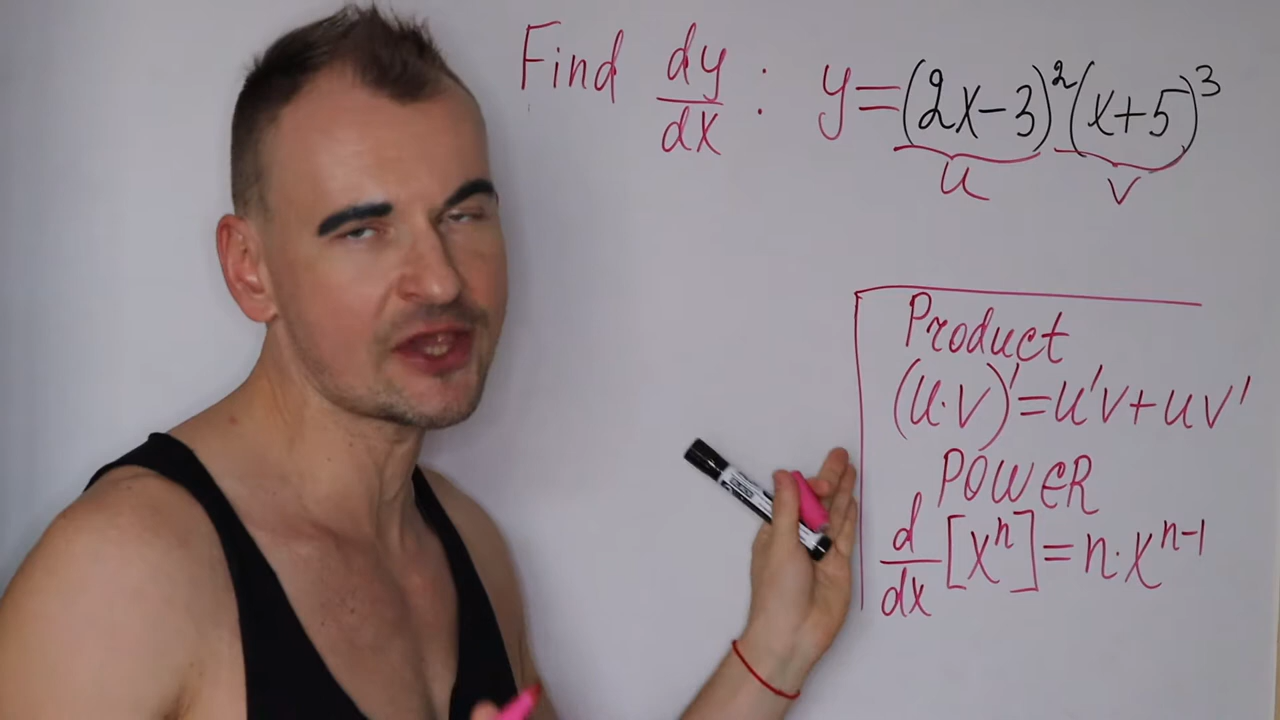 Find dy/dx : y=(2x-3)²(x+5)³
u v
Product
(u·v)'=u'v+uv'
POWER
d/dx [xⁿ]=n·xⁿ⁻¹